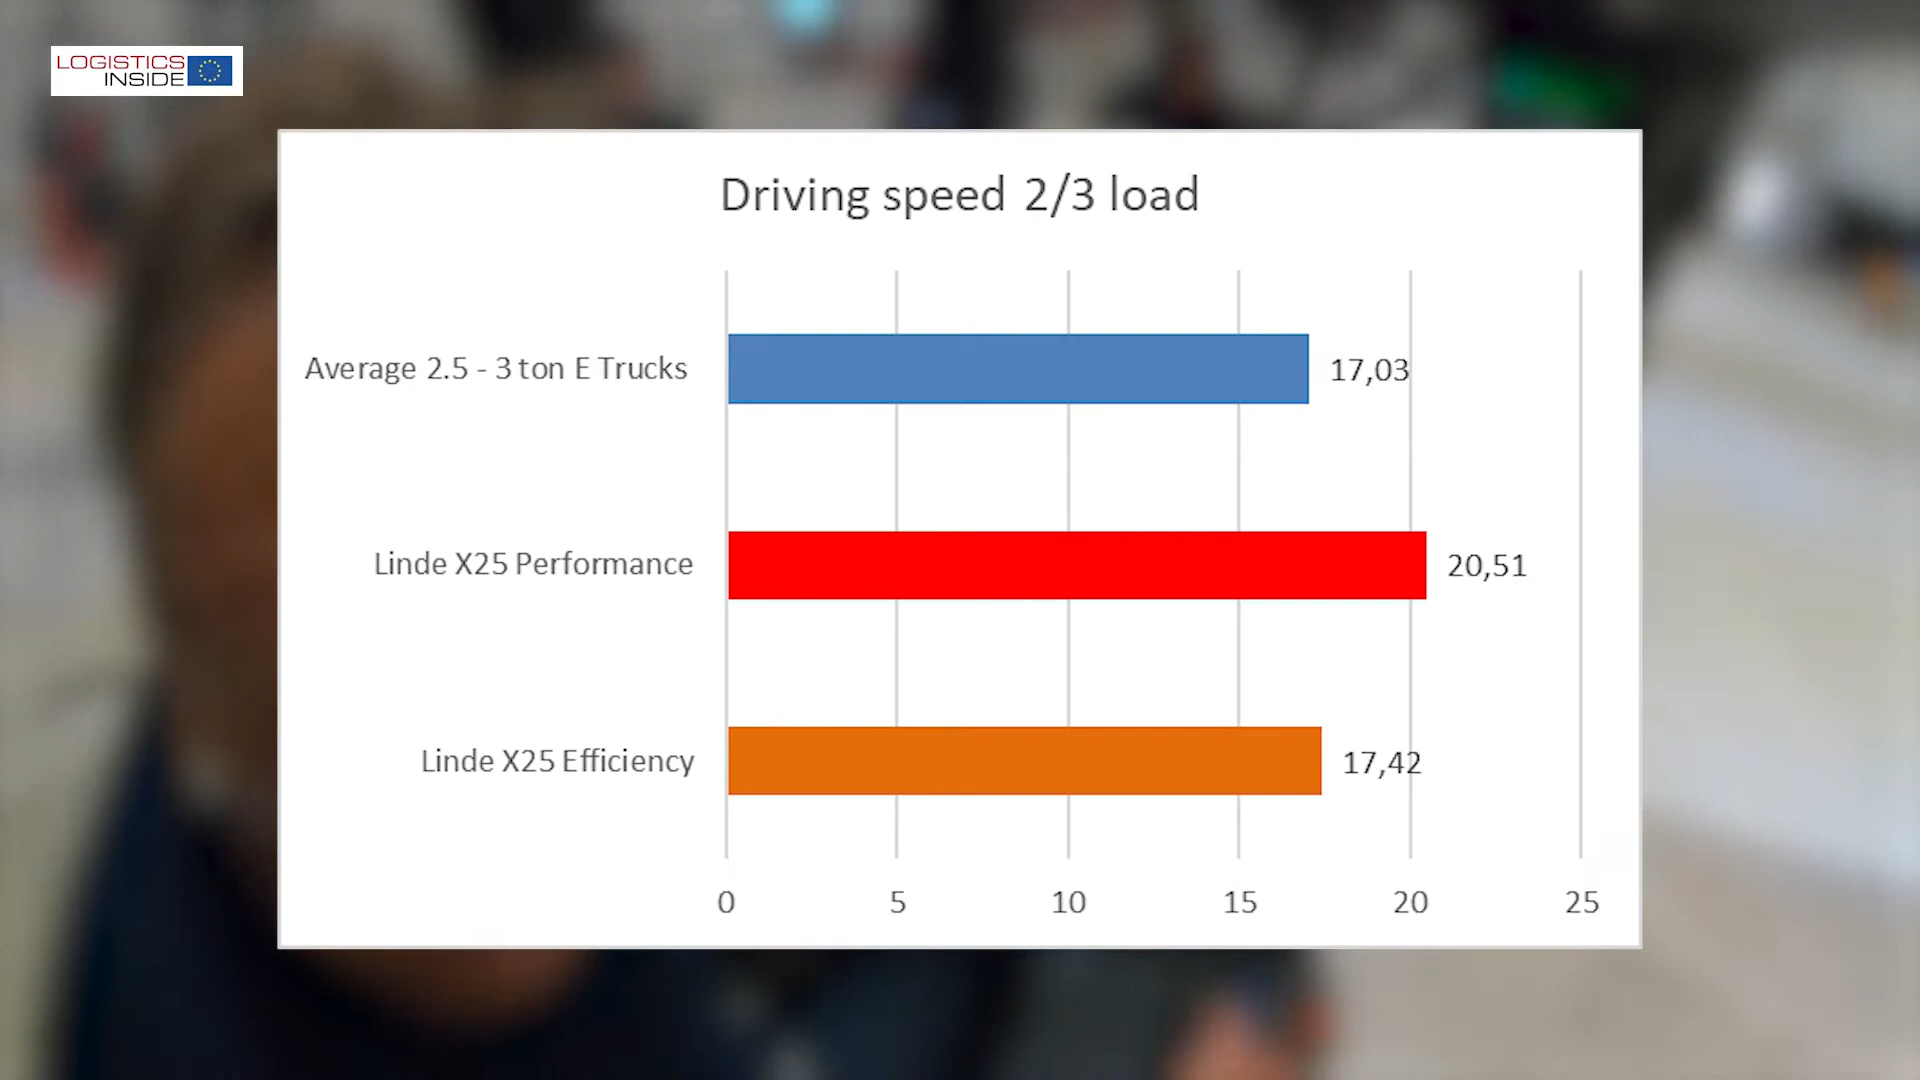 LOGISTICS
INSIDE
Driving speed 2/3 load
Average 2.5 - 3 ton E Trucks
17,03
Linde X25 Performance
20,51
Linde X25 Efficiency
17,42
0 5 10 15 20 25